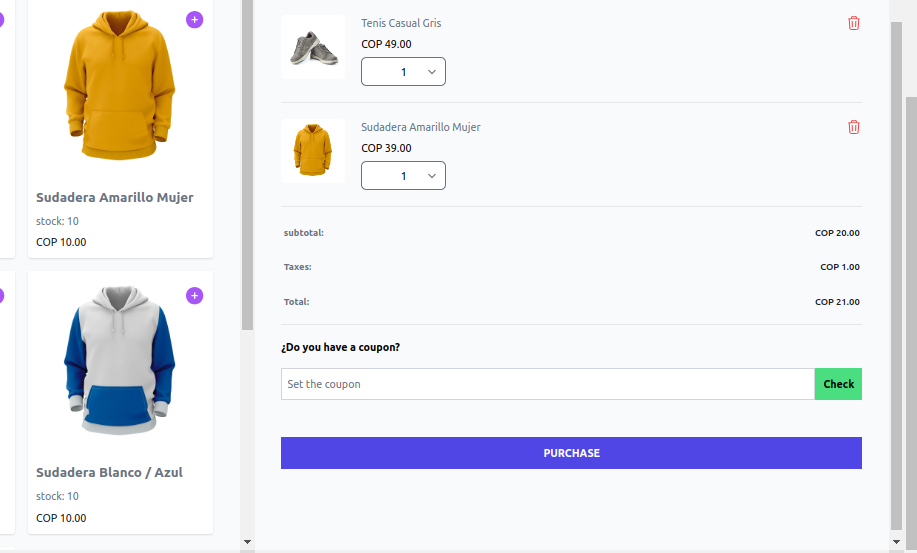 +
Sudadera Amarillo Mujer
stock: 10
COP 10.00
+
Sudadera Blanco / Azul
stock: 10
COP 10.00
Tenis Casual Gris
COP 49.00
1
Sudadera Amarillo Mujer
COP 39.00
1
subtotal: COP 20.00
Taxes: COP 1.00
Total: COP 21.00
¿Do you have a coupon?
Set the coupon Check
PURCHASE